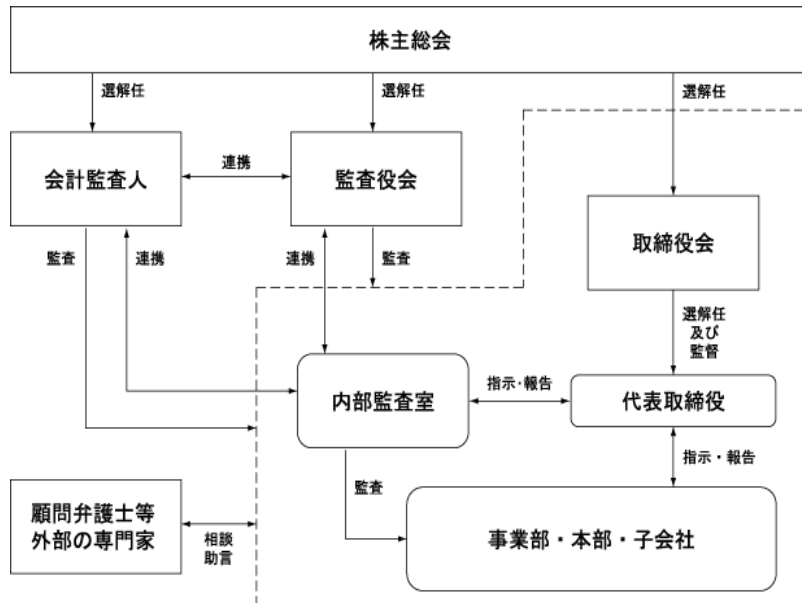 株主総会
選解任
選解任
選解任
会計監査人
連携
監査役会
取締役会
監査
連携
連携
監査
選解任
及び
監督
内部監査室
指示・報告
代表取締役
指示・報告
監査
顧問弁護士等
外部の専門家
相談
助言
事業部・本部・子会社